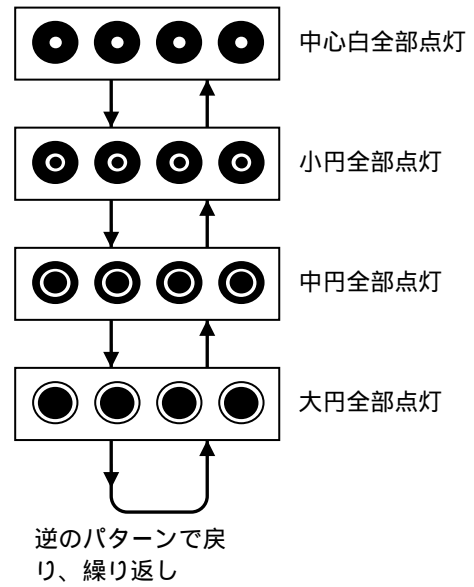 中心白全部点灯
小円全部点灯
中円全部点灯
大円全部点灯
逆のパターンで戻
り、繰り返し